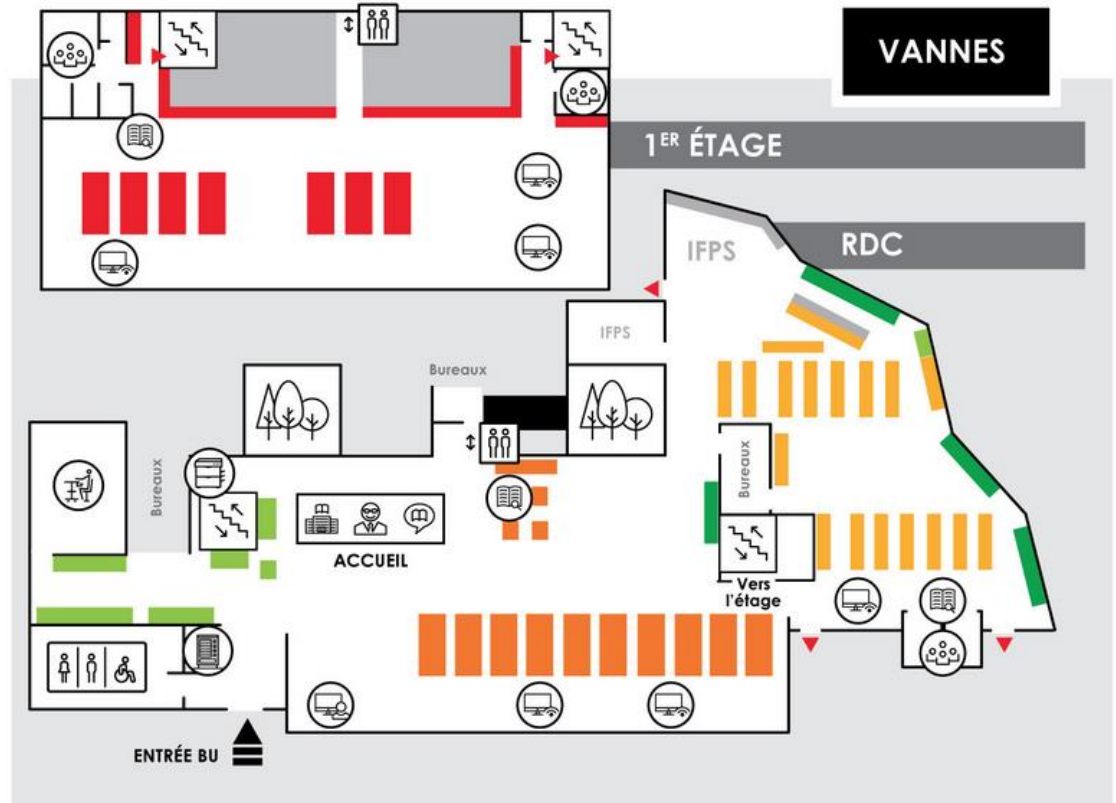 VANNES
1ER ÉTAGE
RDC
IFPS
IFPS
Bureaux
Bureaux
Bureaux
ACCUEIL
Vers
l'étage
ENTRÉE BU